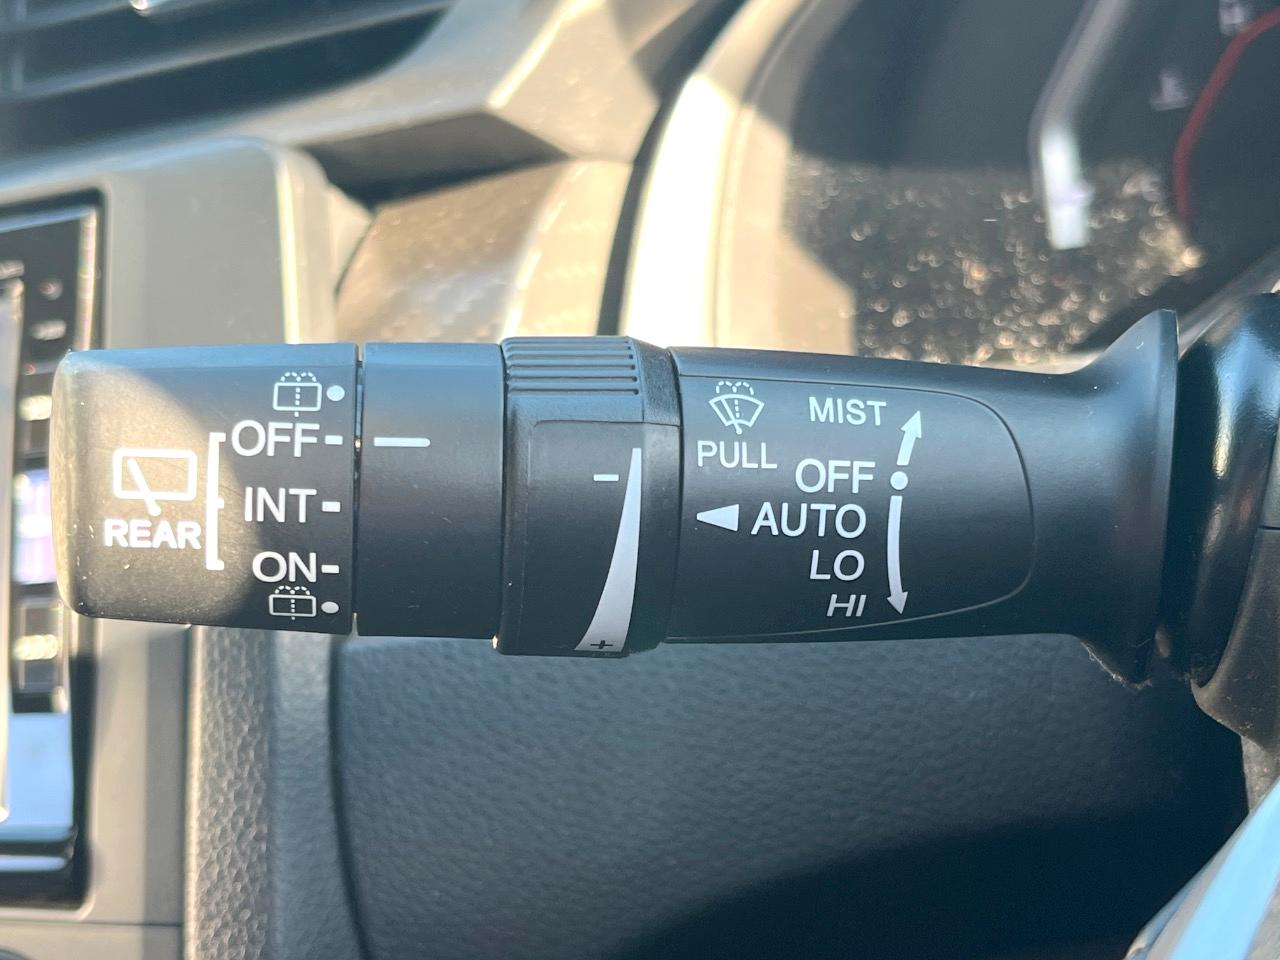 OFF
INT
ON
REAR
-
+
PULL
MIST
OFF
AUTO
LO
HI